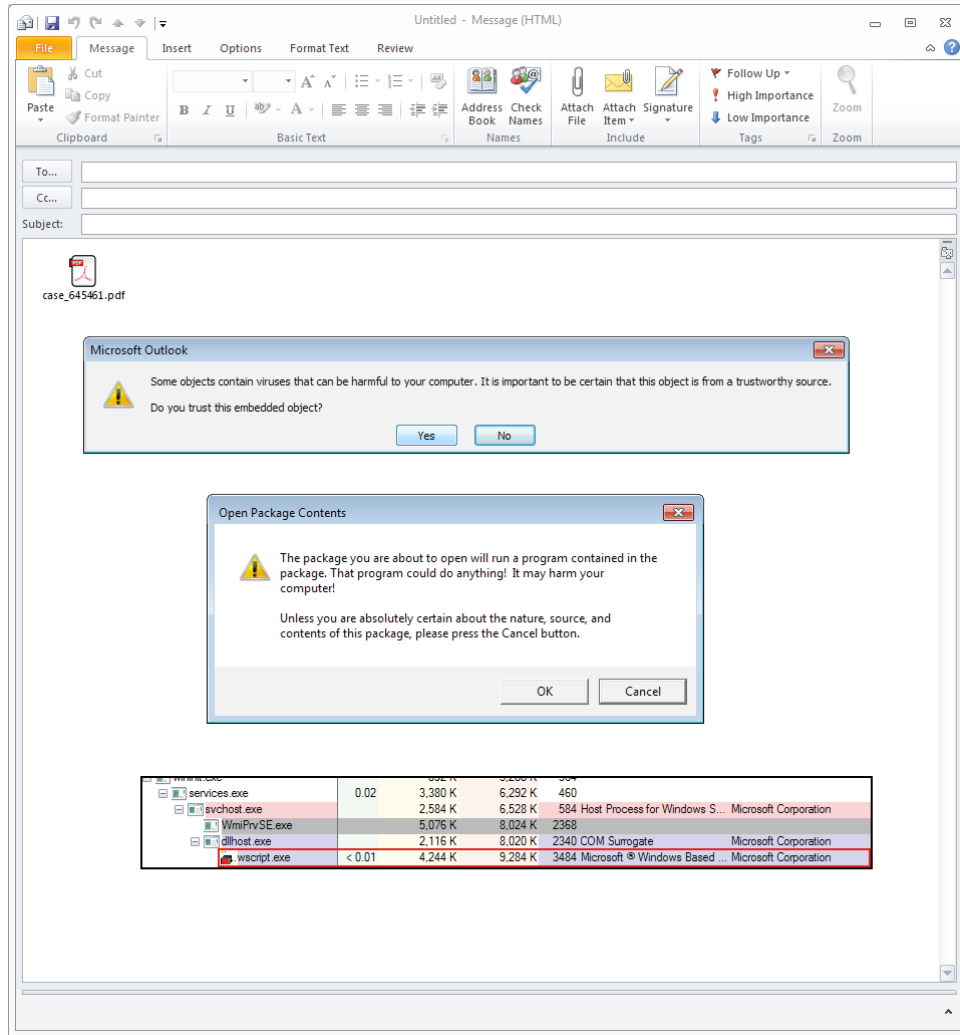 Untitled - Message (HTML)
File Message Insert Options Format Text Review
Paste
Cut
Copy
Format Painter
Clipboard
B I U
Basic Text
Address Book
Check Names
Names
Attach File
Attach Item
Signature
Include
Follow Up
High Importance
Low Importance
Tags
Zoom
Zoom
To...
Cc...
Subject:
PDF
case_645461.pdf
Microsoft Outlook
Some objects contain viruses that can be harmful to your computer. It is important to be certain that this object is from a trustworthy source.
Do you trust this embedded object?
Yes No
Open Package Contents
The package you are about to open will run a program contained in the
package. That program could do anything! It may harm your
computer!
Unless you are absolutely certain about the nature, source, and
contents of this package, please press the Cancel button.
OK Cancel
services.exe 0.02 3,380 K 6,292 K 460
svchost.exe 2,584 K 6,528 K 584 Host Process for Windows S... Microsoft Corporation
WmiPrvSE.exe 5,076 K 8,024 K 2368
dllhost.exe 2,116 K 8,020 K 2340 COM Surrogate Microsoft Corporation
wscript.exe < 0.01 4,244 K 9,284 K 3484 Microsoft ® Windows Based ... Microsoft Corporation